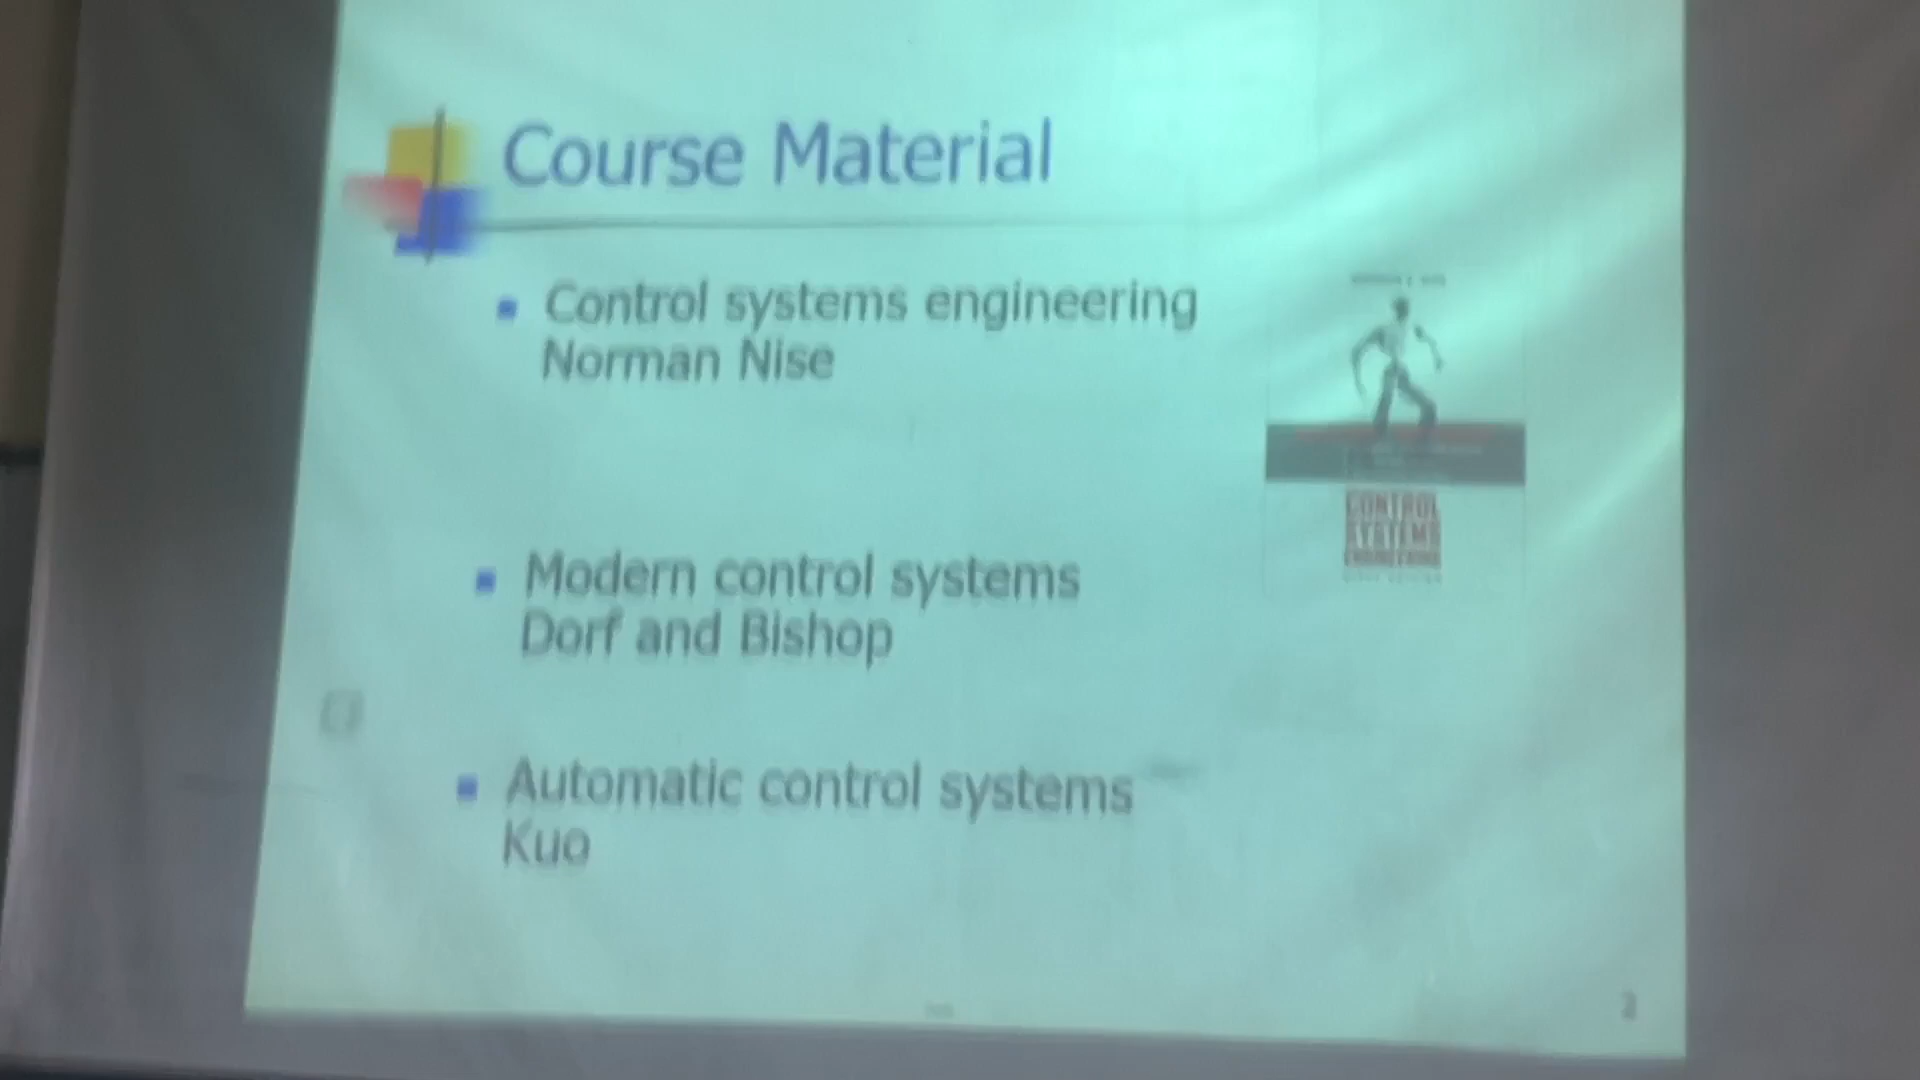 Course Material
Control systems engineering
Norman Nise
CONTROL
SYSTEMS
ENGINEERING
Modern control systems
Dorf and Bishop
Automatic control systems
Kuo